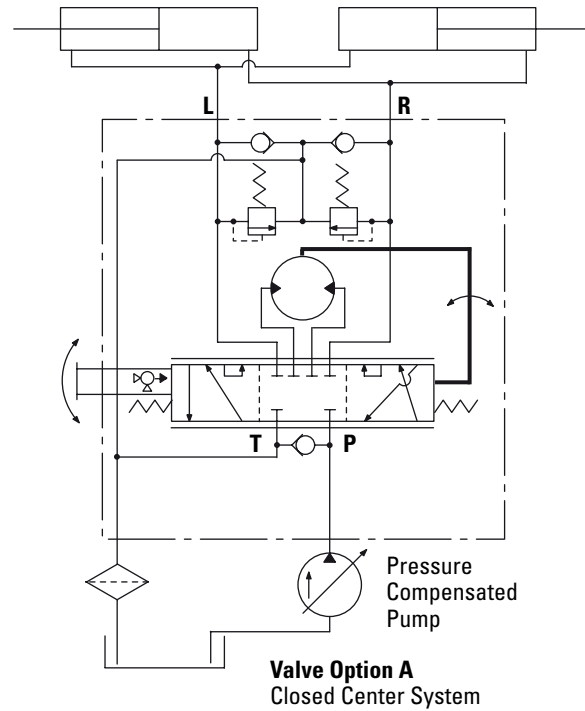 L
R
T
P
Pressure
Compensated
Pump
Valve Option A
Closed Center System